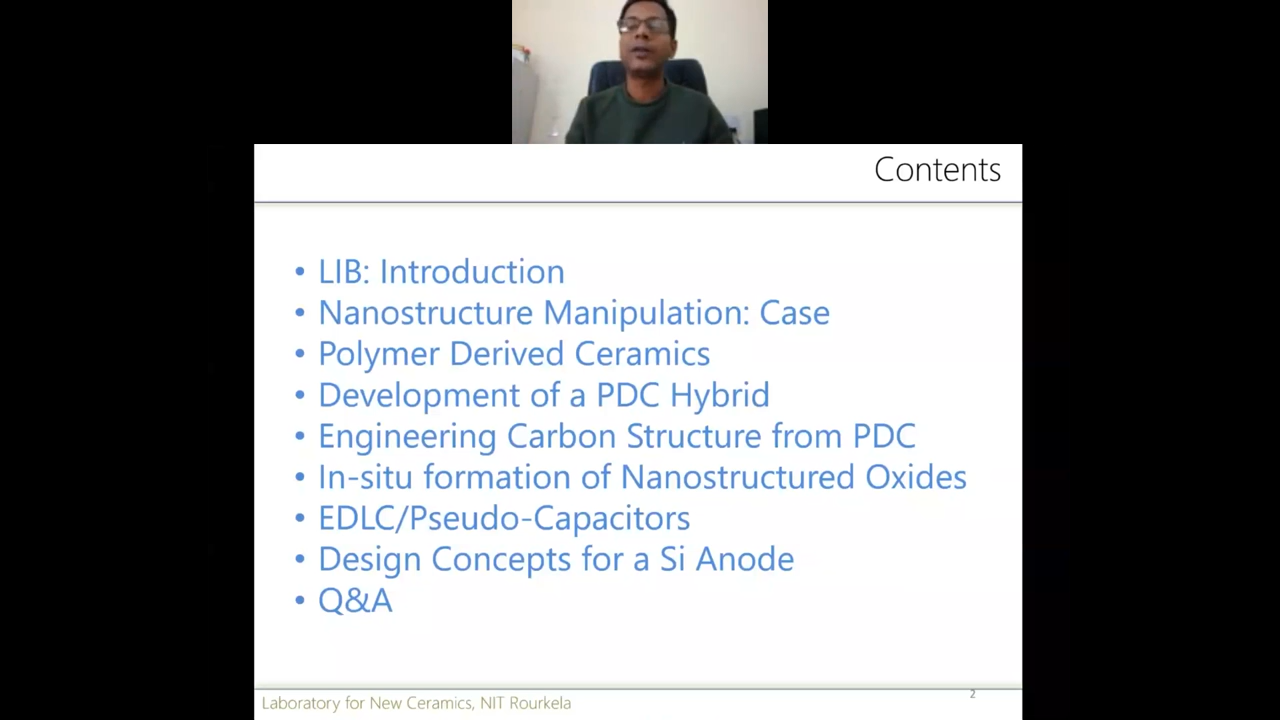 Contents
• LIB: Introduction
• Nanostructure Manipulation: Case
• Polymer Derived Ceramics
• Development of a PDC Hybrid
• Engineering Carbon Structure from PDC
• In-situ formation of Nanostructured Oxides
• EDLC/Pseudo-Capacitors
• Design Concepts for a Si Anode
• Q&A
Laboratory for New Ceramics, NIT Rourkela
2